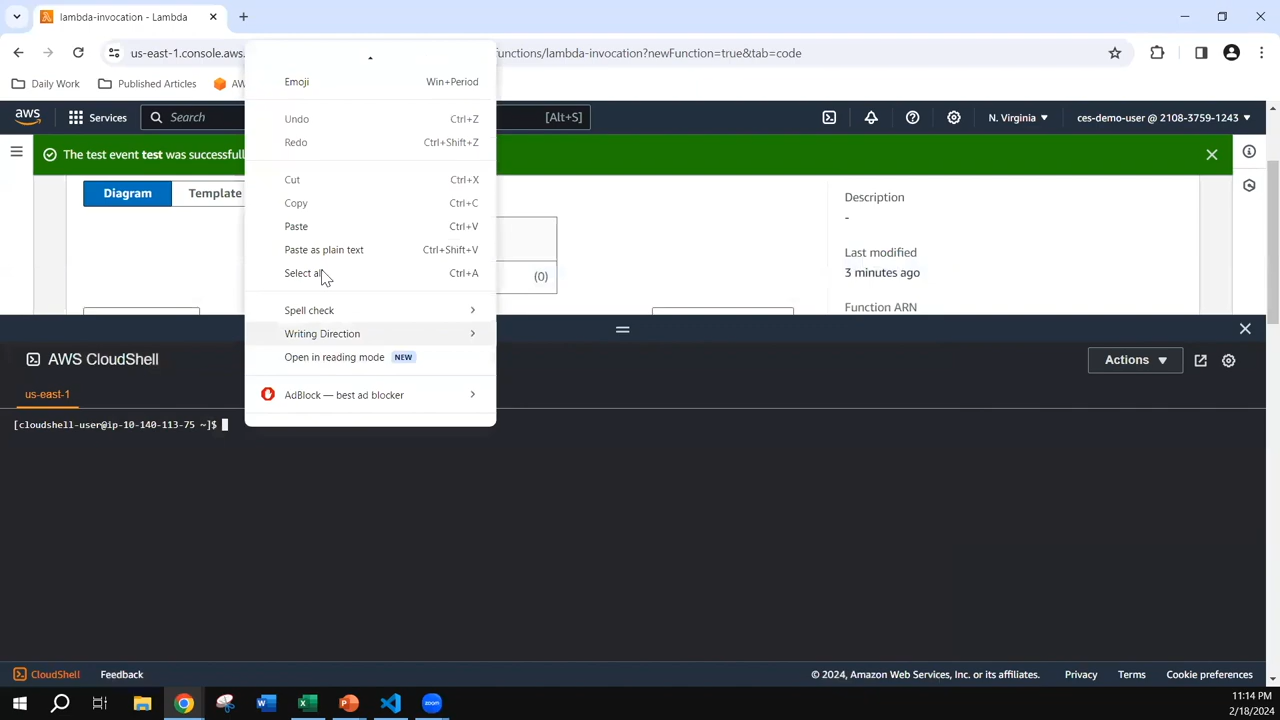 lambda-invocation - Lambda
us-east-1.console.aws.
unctions/lambda-invocation?newFunction=true&tab=code
Daily Work
Published Articles
AW
aws
Services
Search
[Alt+S]
N. Virginia
ces-demo-user @ 2108-3759-1243
The test event test was successfull
Diagram
Template
(0)
Description
-
Last modified
3 minutes ago
Function ARN
Emoji Win+Period
Undo Ctrl+Z
Redo Ctrl+Shift+Z
Cut Ctrl+X
Copy Ctrl+C
Paste Ctrl+V
Paste as plain text Ctrl+Shift+V
Select all Ctrl+A
Spell check
Writing Direction
Open in reading mode NEW
AdBlock — best ad blocker
AWS CloudShell
Actions
us-east-1
[cloudshell-user@ip-10-140-113-75 ~]$
CloudShell
Feedback
© 2024, Amazon Web Services, Inc. or its affiliates.
Privacy
Terms
Cookie preferences
zoom
11:14 PM
2/18/2024